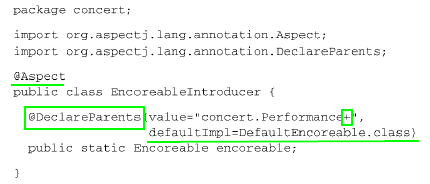 package concert;
import org.aspectj.lang.annotation.Aspect;
import org.aspectj.lang.annotation.DeclareParents;
@Aspect
public class EncoreableIntroducer {
@DeclareParents(value="concert.Performance+",
defaultImpl=DefaultEncoreable.class)
public static Encoreable encoreable;
}